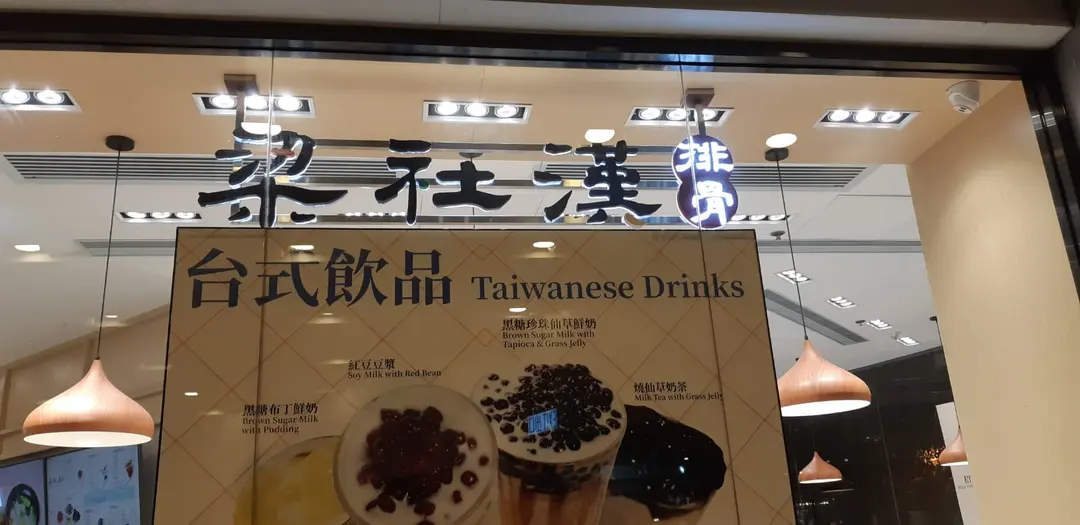 梁社漢 排骨
台式飲品 Taiwanese Drinks
黑糖珍珠仙草鮮奶
Brown Sugar Milk with
Tapioca & Grass Jelly
紅豆豆漿
Soy Milk with Red Bean
燒仙草奶茶
Milk Tea with Grass Jelly
黑糖布丁鮮奶
Brown Sugar Milk
with Pudding